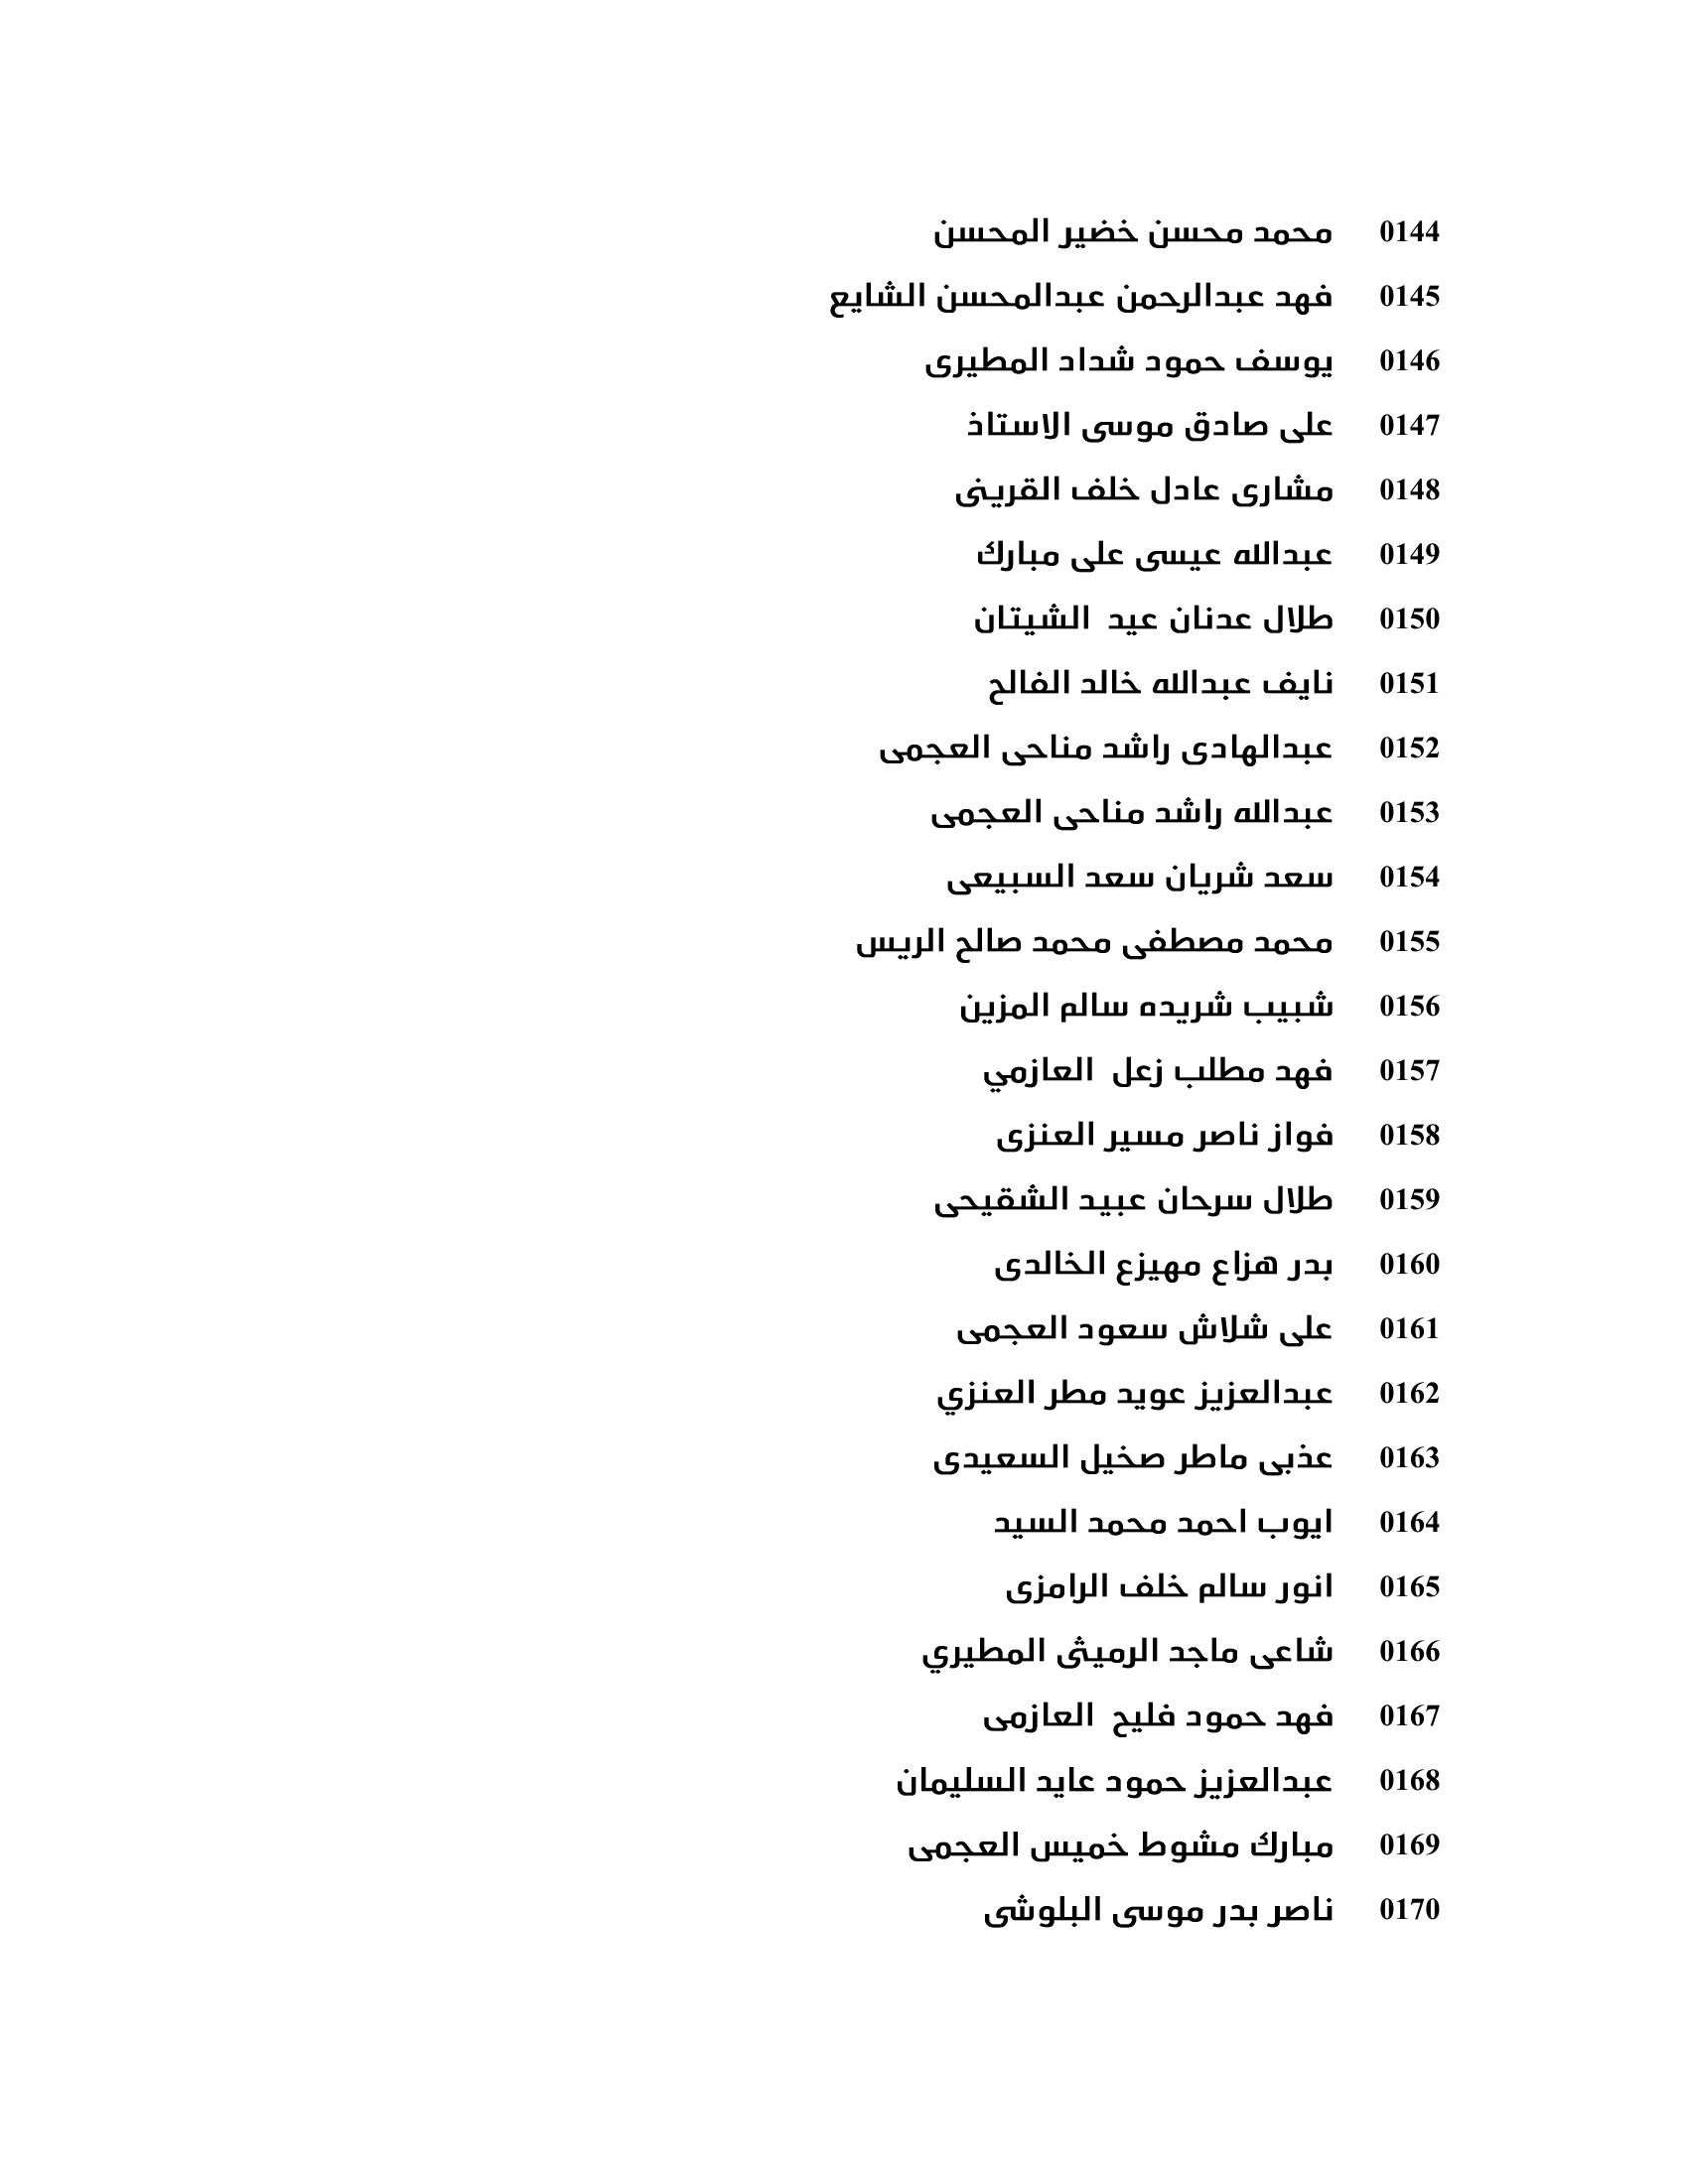 0144 محمد محسن خضير المحسن
0145 فهد عبدالرحمن عبدالمحسن الشايع
0146 يوسف حمود شداد المطيرى
0147 على صادق موسى الاستاذ
0148 مشارى عادل خلف القرينى
0149 عبدالله عيسى على مبارك
0150 طلال عدنان عيد الشيتان
0151 نايف عبدالله خالد الفالح
0152 عبدالهادى راشد مناحى العجمى
0153 عبدالله راشد مناحى العجمى
0154 سعد شريان سعد السبيعى
0155 محمد مصطفى محمد صالح الريس
0156 شبيب شريده سالم المزين
0157 فهد مطلب زعل العازمي
0158 فواز ناصر مسير العنزى
0159 طلال سرحان عبيد الشقيحى
0160 بدر هزاع مهيزع الخالدى
0161 على شلاش سعود العجمى
0162 عبدالعزيز عويد مطر العنزي
0163 عذبى ماطر صخيل السعيدى
0164 ايوب احمد محمد السيد
0165 انور سالم خلف الرامزى
0166 شاعى ماجد الرميثى المطيري
0167 فهد حمود فليح العازمى
0168 عبدالعزيز حمود عايد السليمان
0169 مبارك مشوط خميس العجمى
0170 ناصر بدر موسى البلوشى